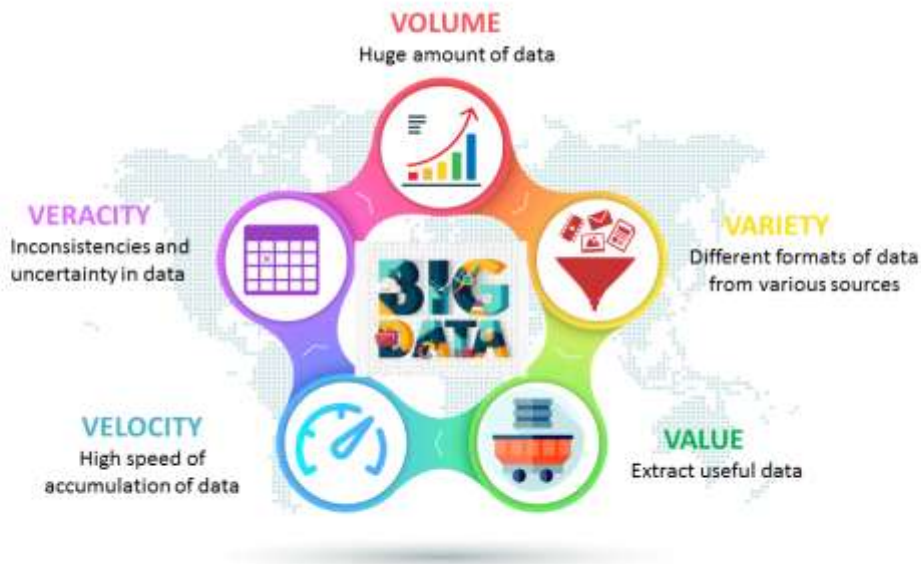 VOLUME
Huge amount of data
VERACITY
Inconsistencies and
uncertainty in data
VARIETY
Different formats of data
from various sources
BIG
DATA
VELOCITY
High speed of
accumulation of data
VALUE
Extract useful data